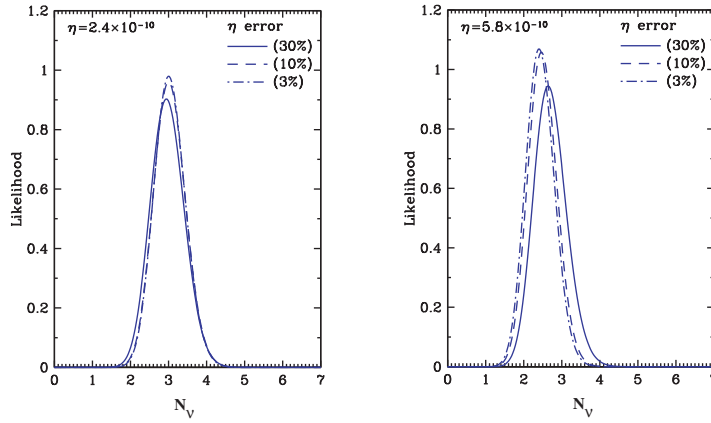 η=2.4×10⁻¹⁰
η error
(30%)
(10%)
(3%)
1.2
1
0.8
0.6
0.4
0.2
0
Likelihood
0 1 2 3 4 5 6 7
N_ν
η=5.8×10⁻¹⁰
η error
(30%)
(10%)
(3%)
1.2
1
0.8
0.6
0.4
0.2
0
Likelihood
0 1 2 3 4 5 6 7
N_ν